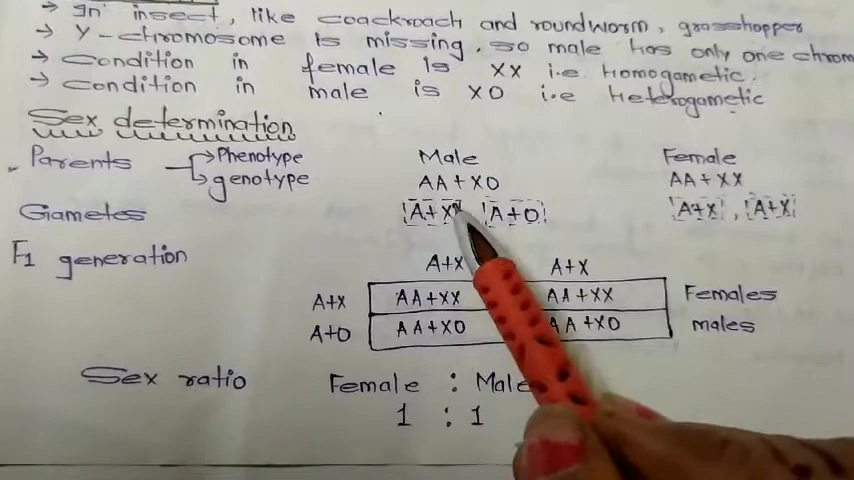 → In insect, like coackroach and roundworm, grasshopper
→ Y-chromosome is missing. so male has only one chrom
→ Condition in female is XX i.e. Homogametic.
→ Condition in male is XO i.e Heterogametic
Sex determination
Parents →Phenotype Male Female
→genotype AA+XO AA+XX
Gametes A+X A+O A+X , A+X
F1 generation A+X A+X
A+X AA+XX AA+XX Females
A+O AA+XO AA+XO males
Sex ratio Female : Male
1 : 1